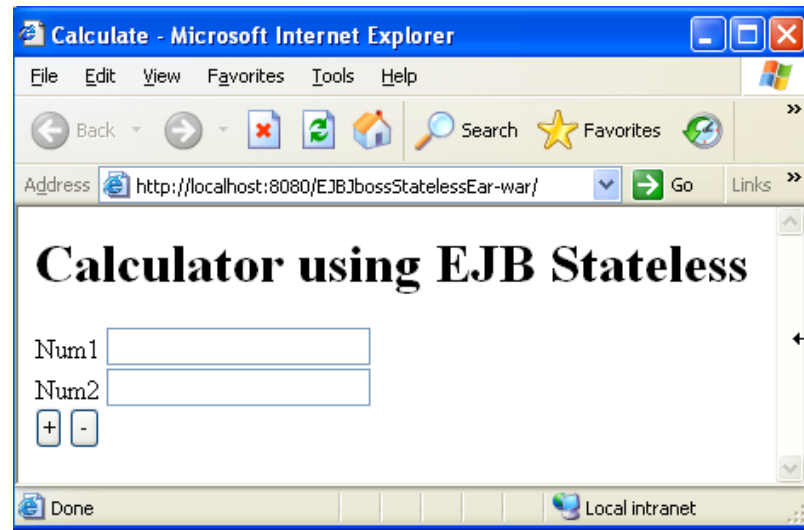 Calculate - Microsoft Internet Explorer
File Edit View Favorites Tools Help
Back Search Favorites »
Address http://localhost:8080/EJBJbossStatelessEar-war/ Go Links »
Calculator using EJB Stateless
Num1
Num2
+ -
Done Local intranet